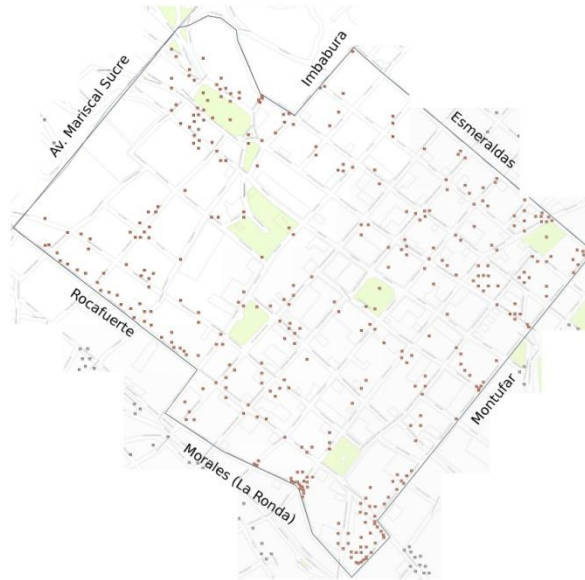 Imbabura
Av. Mariscal Sucre
Esmeraldas
Rocafuerte
Montufar
Morales (La Ronda)